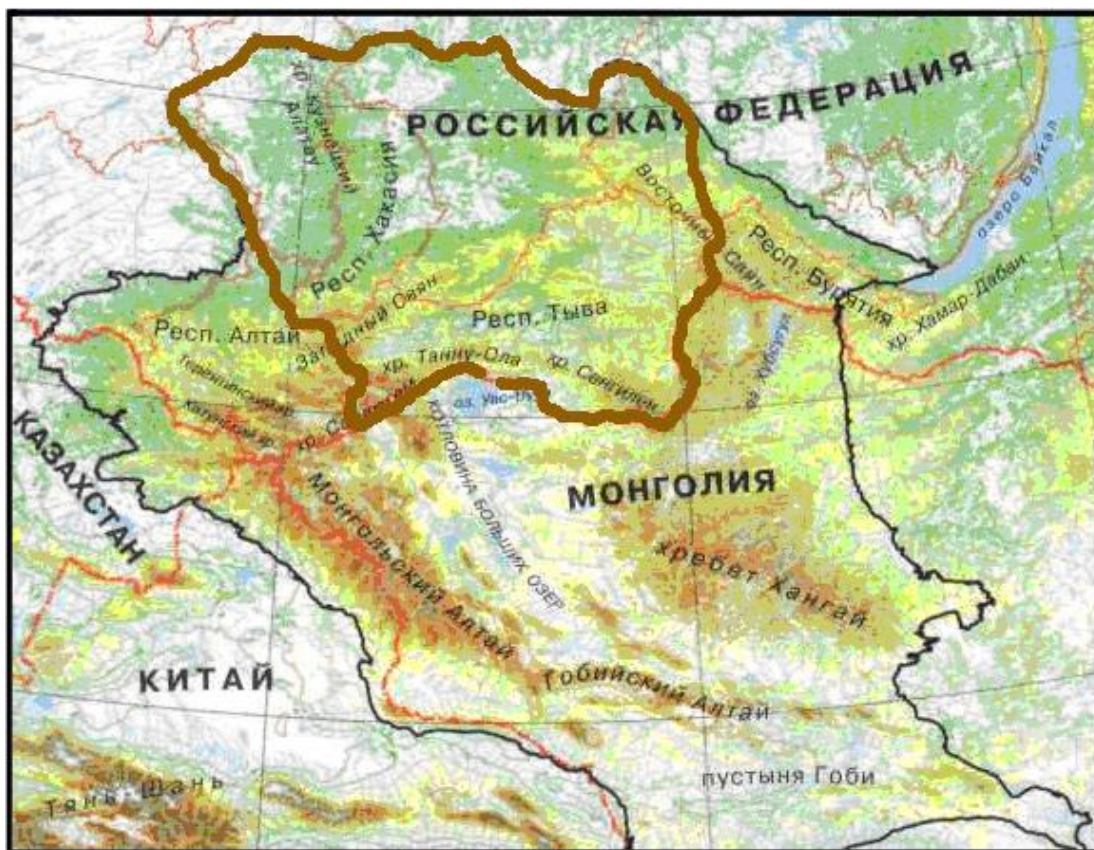 хр. Кузнецкий
Алатау
РОССИЙСКАЯ ФЕДЕРАЦИЯ
озеро Байкал
Респ. Хакасия
Восточный Саян
Респ. Бурятия
хр. Хамар-Дабан
Респ. Алтай
Западный Саян
Респ. Тыва
хр. Танну-Ола
хр. Сенгилен
оз. Хубсугул
оз. Убс
хр.
КАЗАХСТАН
КОТЛОВИНА БОЛЬШИХ ОЗЕР
МОНГОЛИЯ
Монгольский Алтай
хребет Хангай
КИТАЙ
Гобийский Алтай
пустыня Гоби
Тянь-Шань